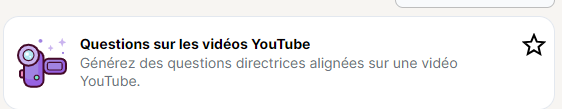 Questions sur les vidéos YouTube
Générez des questions directrices alignées sur une vidéo
YouTube.